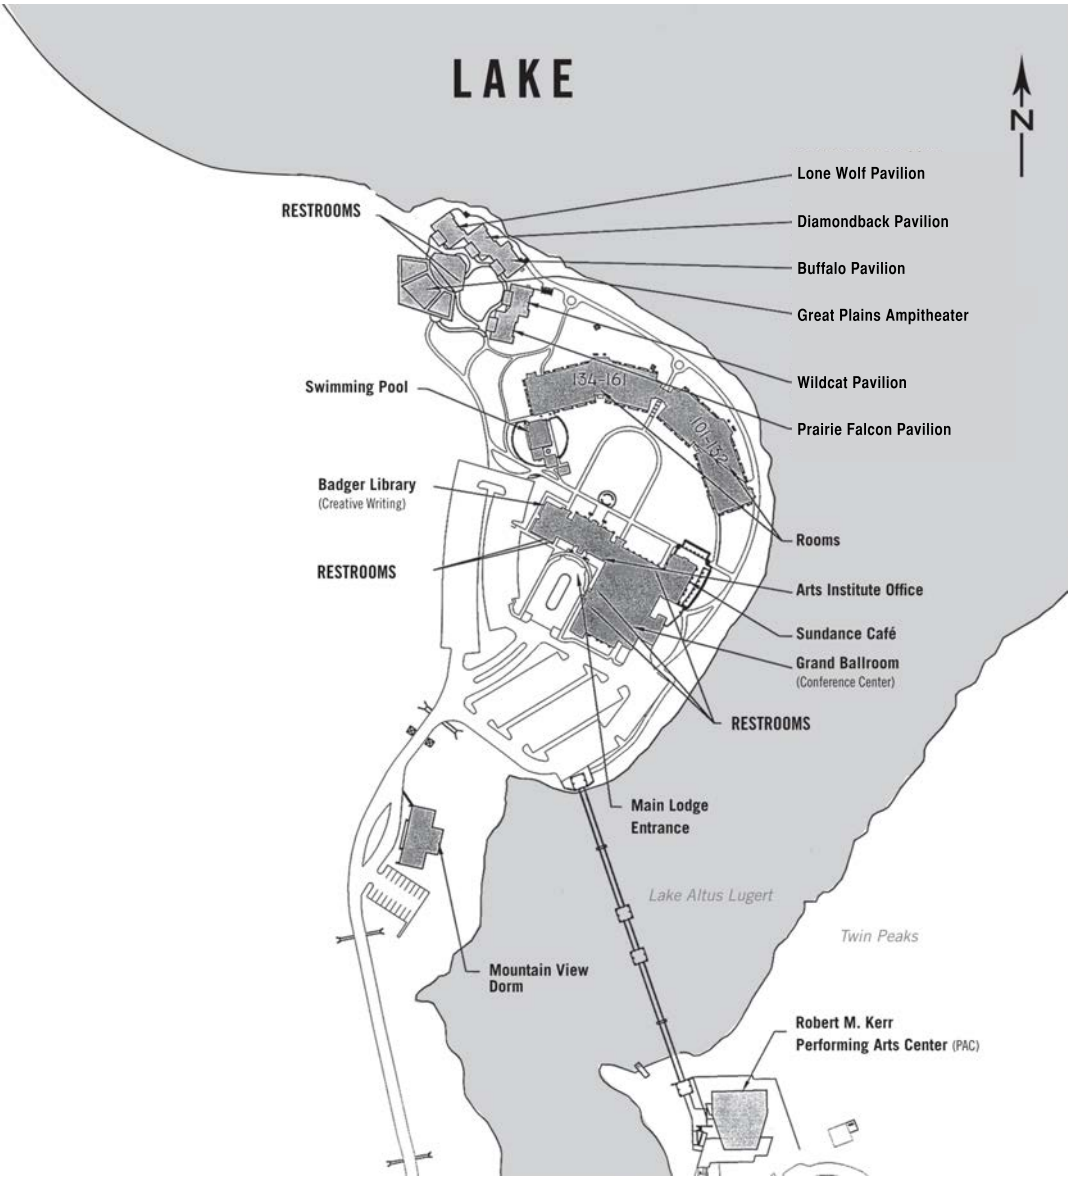 LAKE
N
Lone Wolf Pavilion
RESTROOMS
Diamondback Pavilion
Buffalo Pavilion
Great Plains Ampitheater
134-161
Swimming Pool
Wildcat Pavilion
101-132
Prairie Falcon Pavilion
Badger Library
(Creative Writing)
Rooms
RESTROOMS
Arts Institute Office
Sundance Café
Grand Ballroom
(Conference Center)
RESTROOMS
Main Lodge
Entrance
Lake Altus Lugert
Twin Peaks
Mountain View
Dorm
Robert M. Kerr
Performing Arts Center (PAC)